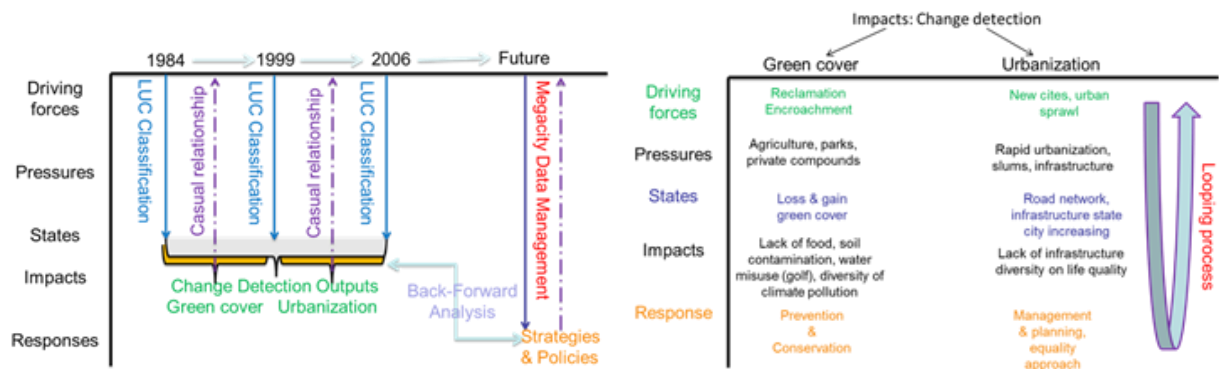 1984
1999
2006
Future
Driving
forces
Pressures
States
Impacts
Responses
LUC Classification
Casual relationship
LUC Classification
Casual relationship
LUC Classification
Megacity Data Management
Change Detection Outputs
Green cover Urbanization
Back-Forward
Analysis
Strategies
& Policies
Impacts: Change detection
Green cover
Urbanization
Driving
forces
Reclamation
Encroachment
New cites, urban
sprawl
Pressures
Agriculture, parks,
private compounds
Rapid urbanization,
slums, infrastructure
States
Loss & gain
green cover
Road network,
infrastructure state
city increasing
Impacts
Lack of food, soil
contamination, water
misuse (golf), diversity of
climate pollution
Lack of infrastructure
diversity on life quality
Response
Prevention
&
Conservation
Management
& planning,
equality
approach
Looping process